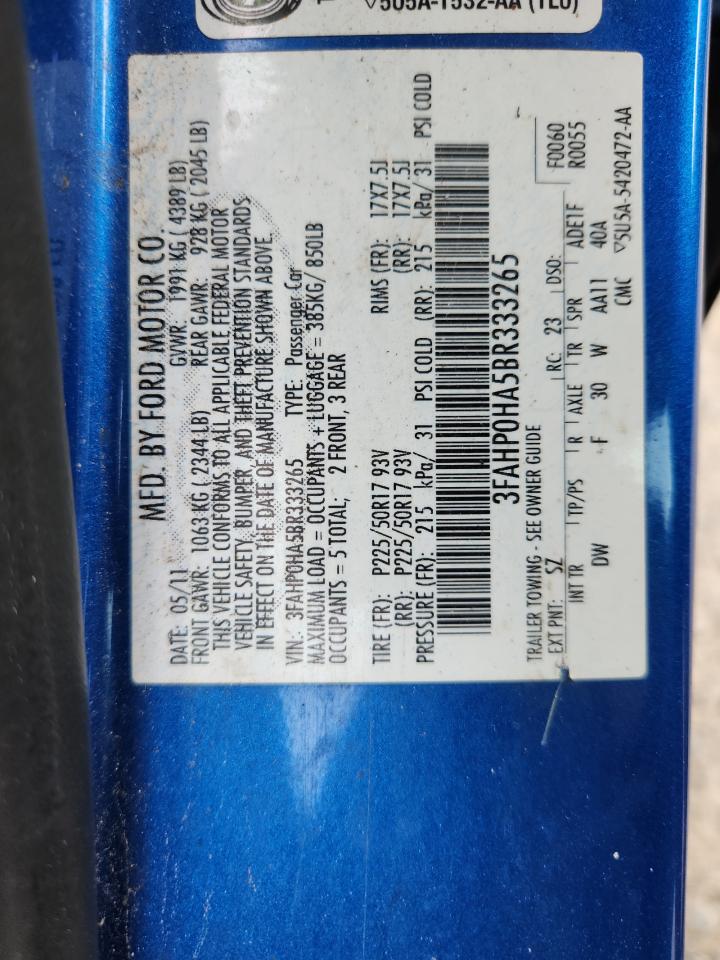 ▽5U5A-1532-AA (TLU)
MFD. BY FORD MOTOR CO.
DATE: 05/11 GVWR: 1991 KG ( 4389 LB)
FRONT GAWR: 1063 KG ( 2344 LB) REAR GAWR: 928 KG ( 2045 LB)
THIS VEHICLE CONFORMS TO ALL APPLICABLE FEDERAL MOTOR
VEHICLE SAFETY, BUMPER, AND THEFT PREVENTION STANDARDS
IN EFFECT ON THE DATE OF MANUFACTURE SHOWN ABOVE.
VIN: 3FAHP0HA5BR333265 TYPE: Passenger Car
MAXIMUM LOAD = OCCUPANTS + LUGGAGE = 385KG/ 850LB
OCCUPANTS = 5 TOTAL; 2 FRONT, 3 REAR
TIRE (FR): P225/50R17 93V RIMS (FR): 17X7.5J
(RR): P225/50R17 93V (RR): 17X7.5J
PRESSURE (FR): 215 kPa/ 31 PSI COLD (RR): 215 kPa/ 31 PSI COLD
3FAHP0HA5BR333265
TRAILER TOWING - SEE OWNER GUIDE F0060
EXT PNT: SZ RC: 23 DSO: R0055
INT TR TP/PS R AXLE TR SPR ADE1F
DW F 30 W AA11 40A
CMC ▽5U5A-5420472-AA